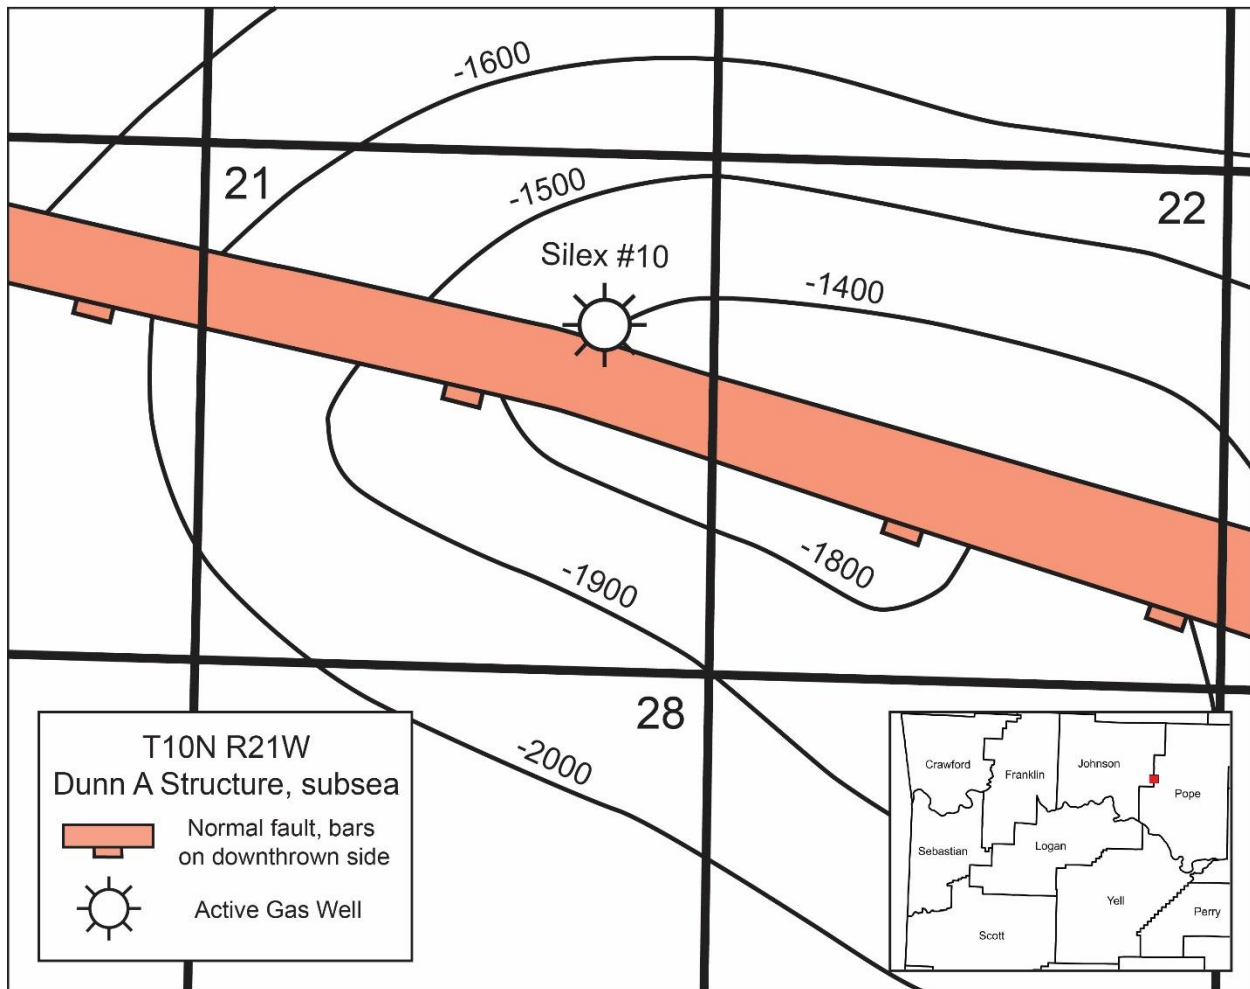 -1600
21
-1500
22
Silex #10
-1400
-1800
-1900
28
-2000
T10N R21W
Dunn A Structure, subsea
Normal fault, bars
on downthrown side
Active Gas Well
Crawford
Franklin
Johnson
Pope
Sebastian
Logan
Yell
Perry
Scott